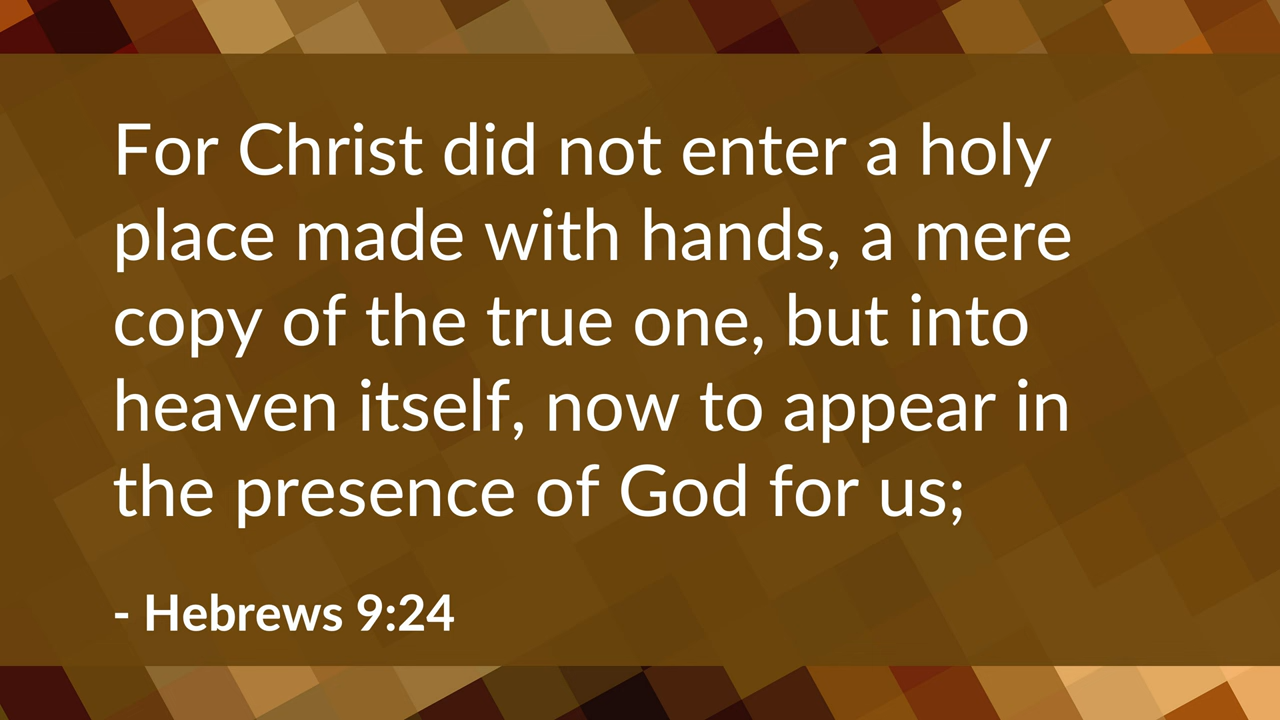 For Christ did not enter a holy
place made with hands, a mere
copy of the true one, but into
heaven itself, now to appear in
the presence of God for us;
- Hebrews 9:24